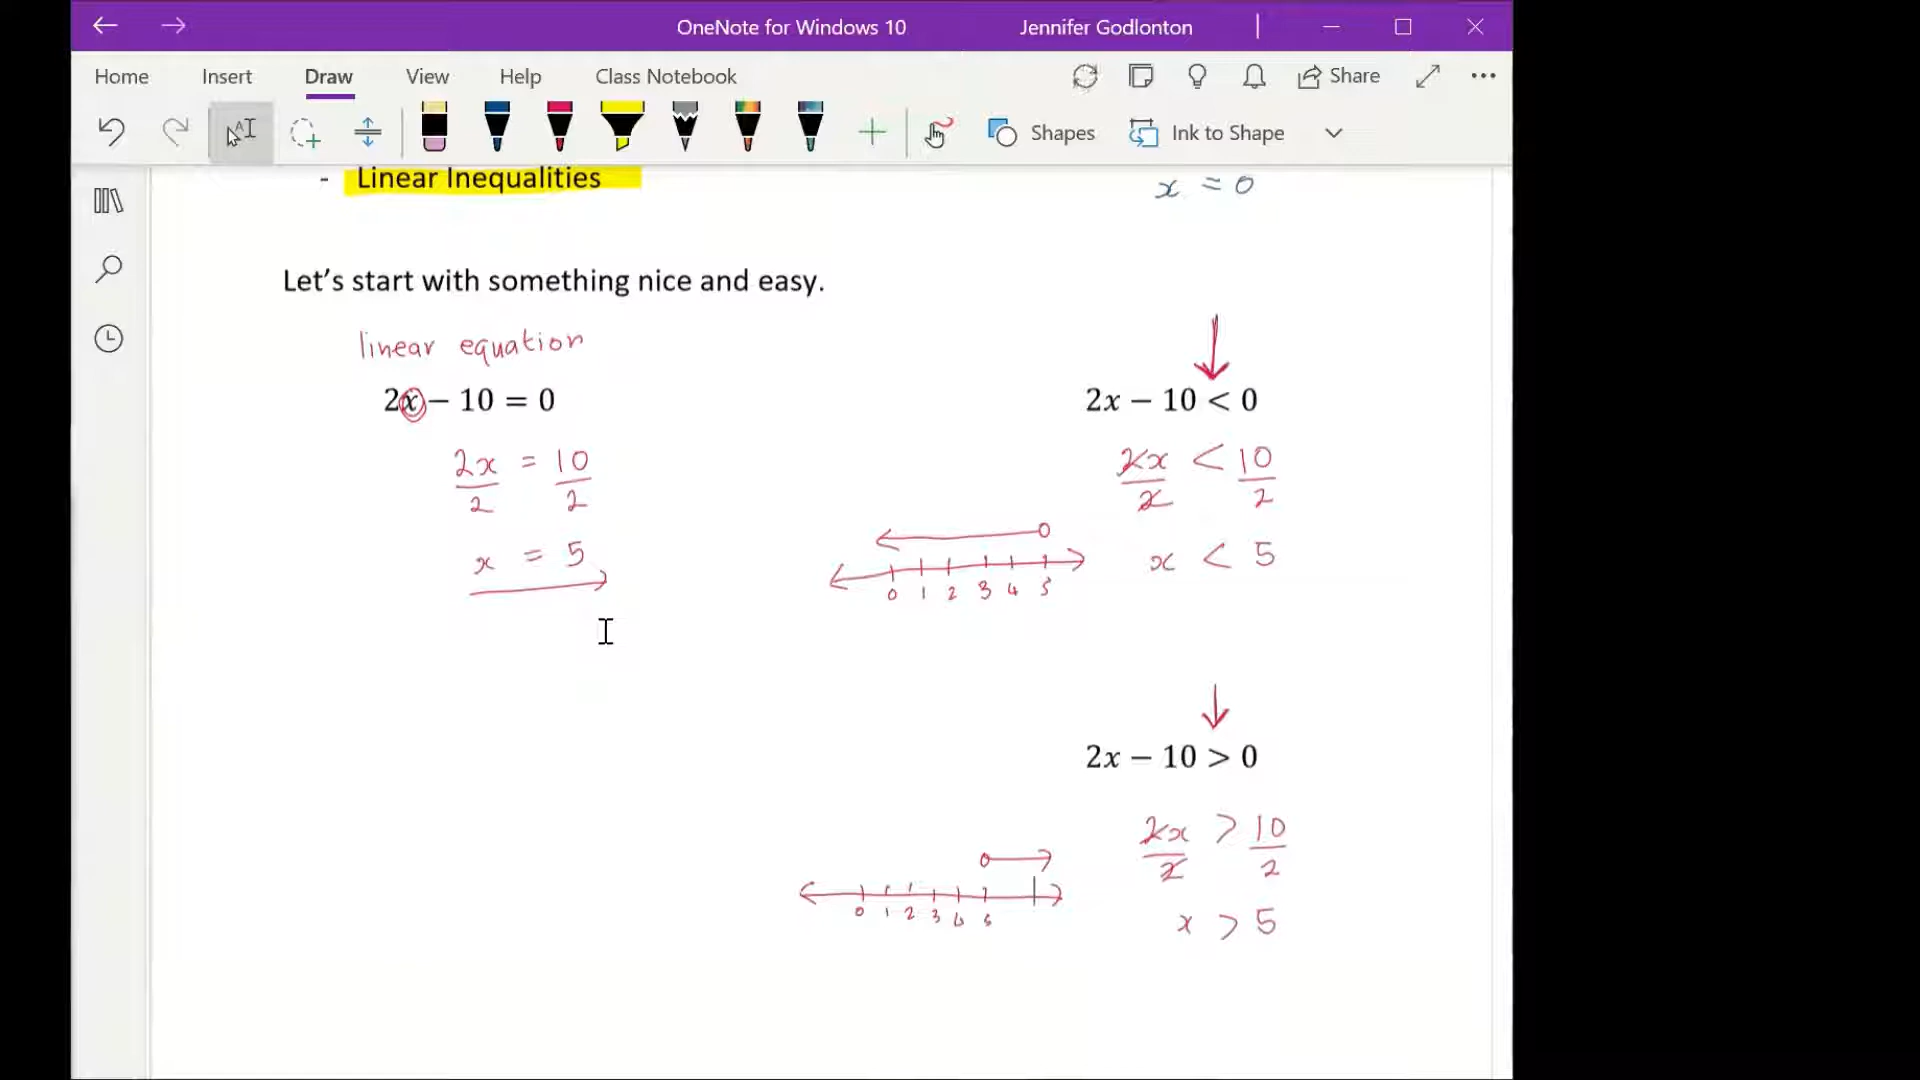 OneNote for Windows 10 Jennifer Godlonton
Home Insert Draw View Help Class Notebook Share
Shapes Ink to Shape
- Linear Inequalities
x = 0
Let's start with something nice and easy.
linear equation
2x − 10 = 0
2x/2 = 10/2
x = 5
2x − 10 < 0
2x/2 < 10/2
x < 5
0 1 2 3 4 5
2x − 10 > 0
2x/2 > 10/2
x > 5
0 1 2 3 4 5